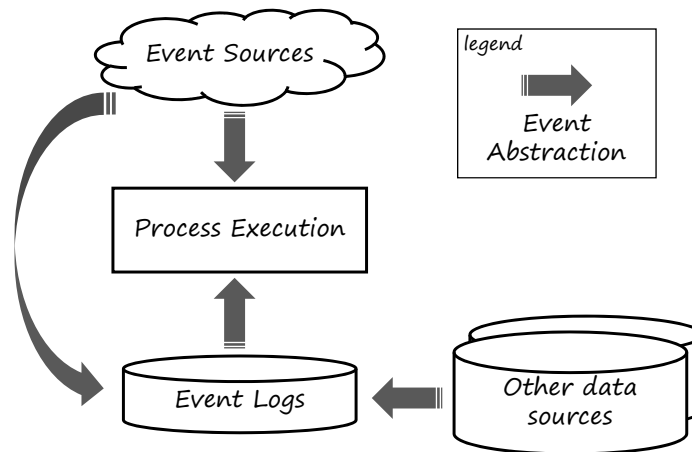 Event Sources
legend
Event
Abstraction
Process Execution
Event Logs
Other data
sources